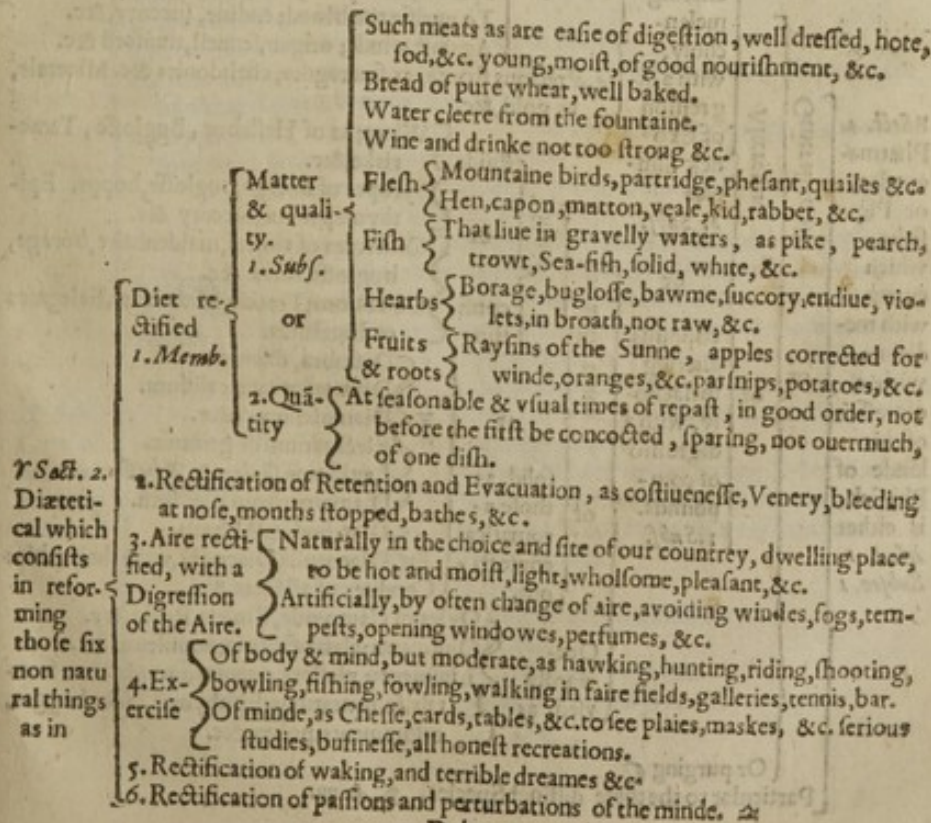 Such meats as are eaſie of digeſtion, well dreſſed, hote,
ſod, &c. young, moiſt, of good nouriſhment, &c.
Bread of pure wheat, well baked.
Water cleere from the fountaine.
Wine and drinke not too ſtrong &c.
Matter
& quali-
ty.
1. Subſ.
or
Fleſh
Mountaine birds, partridge, pheſant, quailes &c.
Hen, capon, mutton, veale, kid, rabbet, &c.
Fiſh
That liue in gravelly waters, as pike, pearch,
trowt, Sea-fiſh, ſolid, white, &c.
Hearbs
Borage, bugloſſe, bawme, ſuccory, endiue, vio-
lets, in broath, not raw, &c.
Fruits
& roots
Rayſins of the Sunne, apples corrected for
winde, oranges, &c. parſnips, potatoes, &c.
Diet re-
ctified
1. Memb.
2. Quã-
tity
At ſeaſonable & vſual times of repaſt, in good order, not
before the firſt be concocted, ſparing, not ouermuch,
of one diſh.
♈ Sect. 2.
Diæteti-
cal which
conſiſts
in refor-
ming
thoſe ſix
non natu
ral things
as in
2. Rectification of Retention and Evacuation, as coſtiueneſſe, Venery, bleeding
at noſe, months ſtopped, bathes, &c.
3. Aire recti-
fied, with a
Digreſſion
of the Aire.
Naturally in the choice and ſite of our countrey, dwelling place,
to be hot and moiſt, light, wholſome, pleaſant, &c.
Artificially, by often change of aire, avoiding windes, fogs, tem-
peſts, opening windowes, perfumes, &c.
4. Ex-
erciſe
Of body & mind, but moderate, as hawking, hunting, riding, ſhooting,
bowling, fiſhing, fowling, walking in faire fields, galleries, tennis, bar.
Of minde, as Cheſſe, cards, tables, &c. to ſee plaies, maskes, &c. ſerious
ſtudies, buſineſſe, all honeſt recreations.
5. Rectification of waking, and terrible dreames &c.
6. Rectification of paſſions and perturbations of the minde.